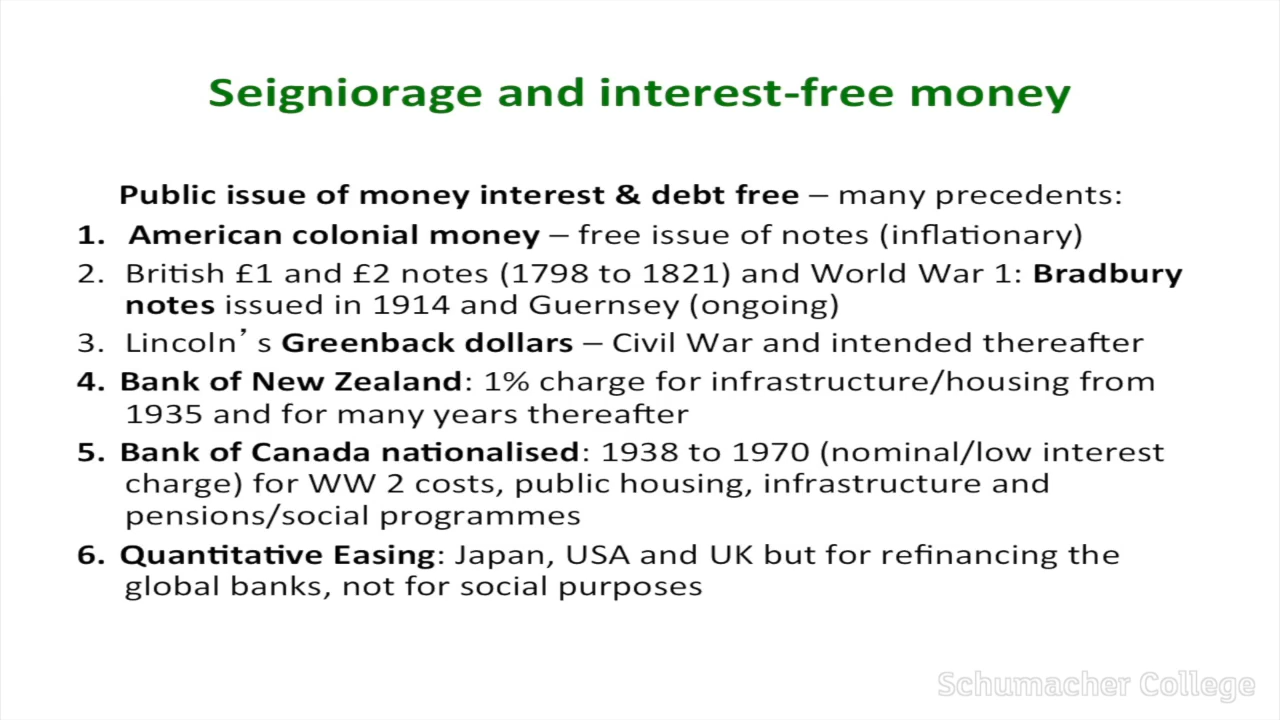 Seigniorage and interest-free money
Public issue of money interest & debt free – many precedents:
1. American colonial money – free issue of notes (inflationary)
2. British £1 and £2 notes (1798 to 1821) and World War 1: Bradbury
notes issued in 1914 and Guernsey (ongoing)
3. Lincoln’s Greenback dollars – Civil War and intended thereafter
4. Bank of New Zealand: 1% charge for infrastructure/housing from
1935 and for many years thereafter
5. Bank of Canada nationalised: 1938 to 1970 (nominal/low interest
charge) for WW 2 costs, public housing, infrastructure and
pensions/social programmes
6. Quantitative Easing: Japan, USA and UK but for refinancing the
global banks, not for social purposes
Schumacher College